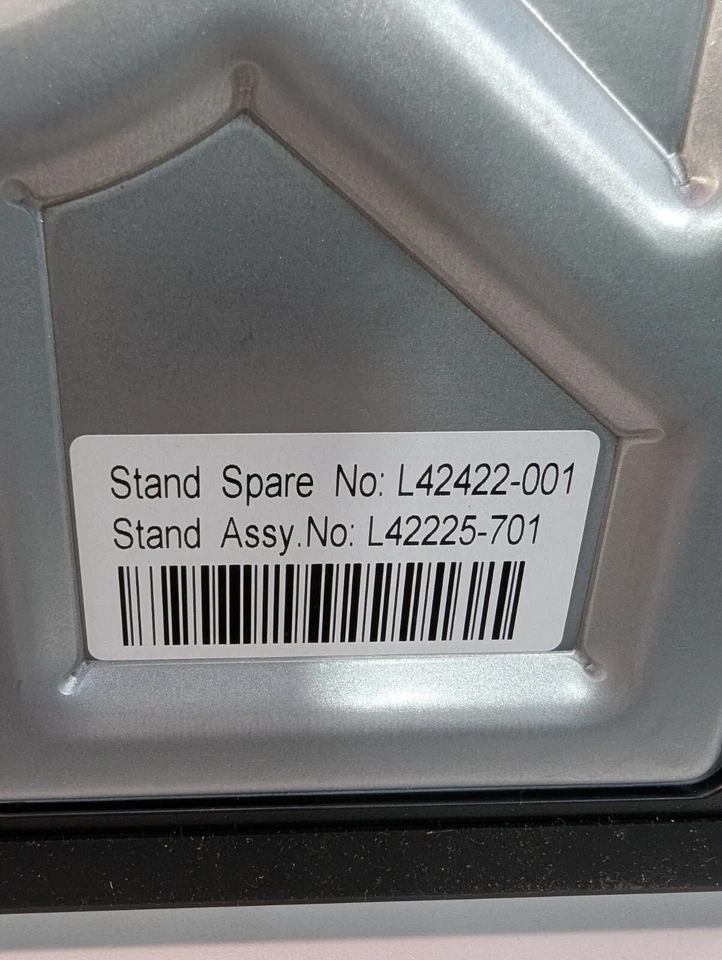 Stand Spare No: L42422-001
Stand Assy.No: L42225-701